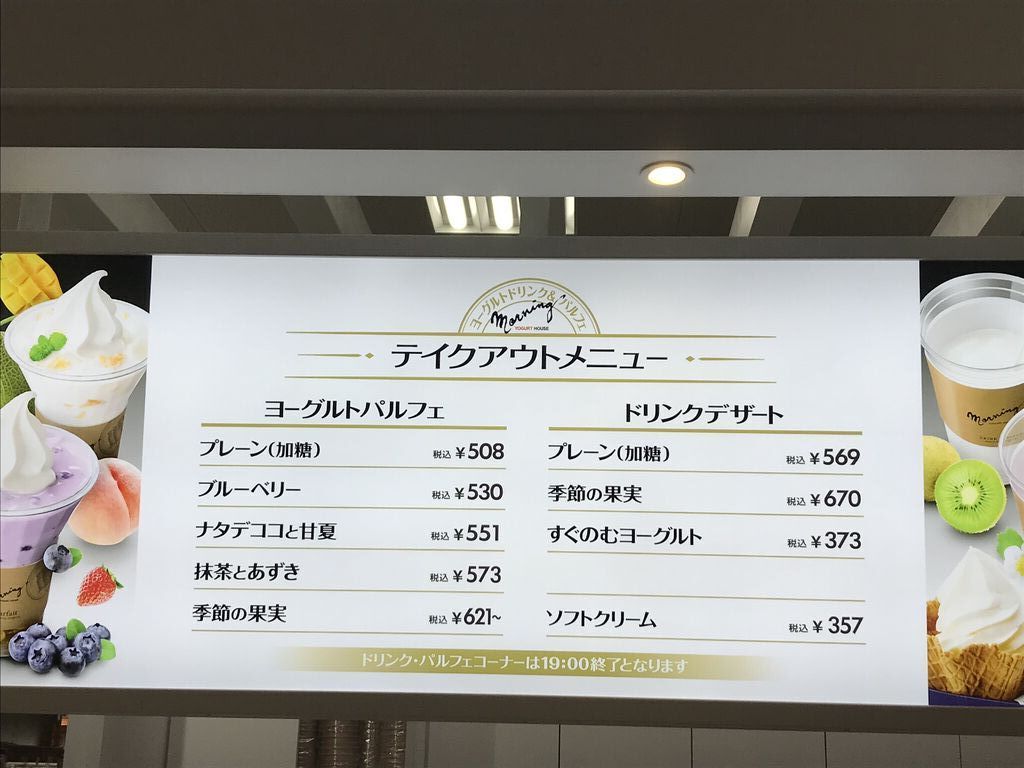 ヨーグルトドリンク&パルフェ
Morning
YOGURT HOUSE
テイクアウトメニュー
ヨーグルトパルフェ
プレーン(加糖) 税込 ¥508
ブルーベリー 税込 ¥530
ナタデココと甘夏 税込 ¥551
抹茶とあずき 税込 ¥573
季節の果実 税込 ¥621~
ドリンクデザート
プレーン(加糖) 税込 ¥569
季節の果実 税込 ¥670
すぐのむヨーグルト 税込 ¥373
ソフトクリーム 税込 ¥357
ドリンク・パルフェコーナーは19:00終了となります
Morning